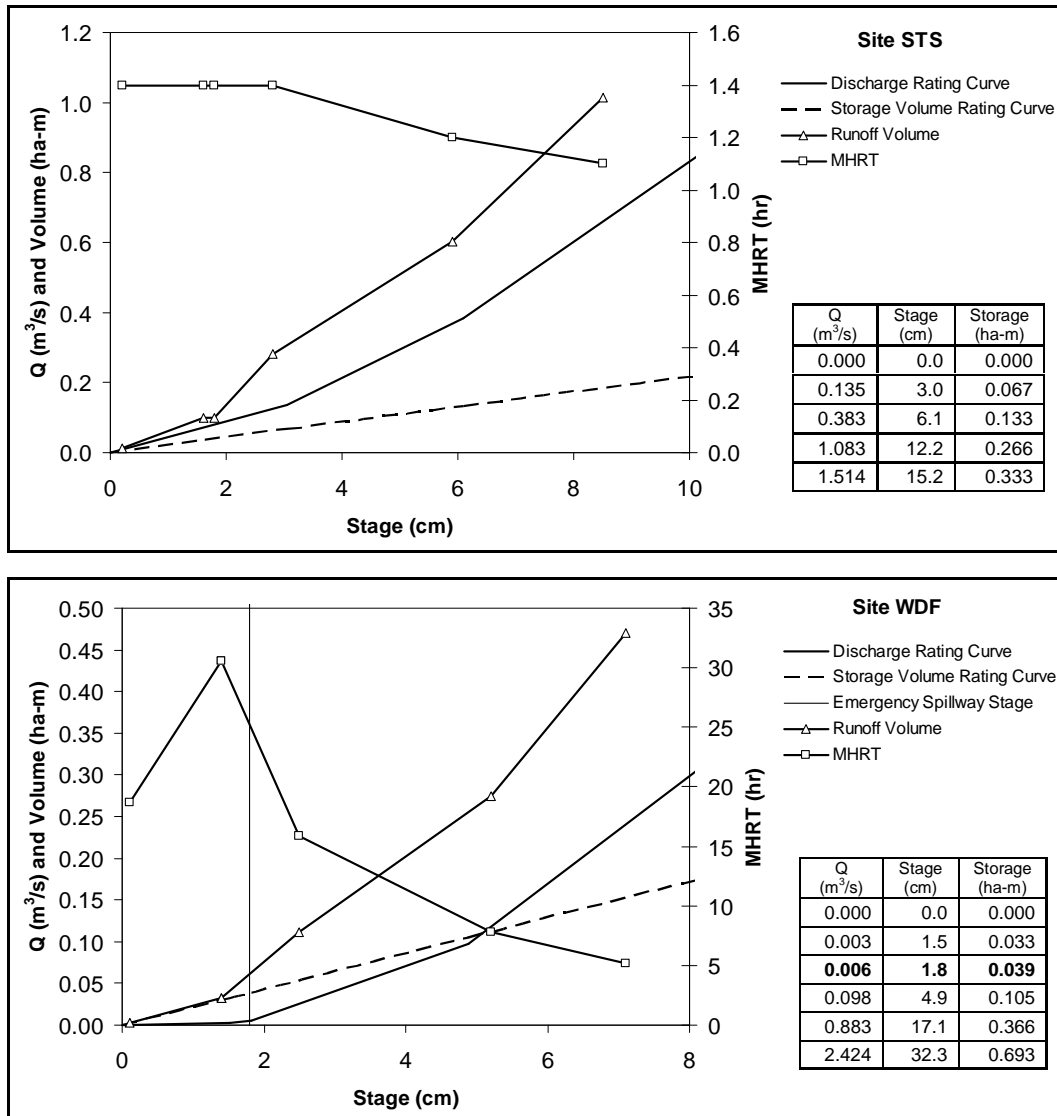 Site STS
Discharge Rating Curve
Storage Volume Rating Curve
Runoff Volume
MHRT
Q (m³/s) and Volume (ha-m)
1.2
1.0
0.8
0.6
0.4
0.2
0.0
0 2 4 6 8 10
Stage (cm)
1.6
1.4
1.2
1.0
0.8
0.6
0.4
0.2
0.0
MHRT (hr)
Q Stage Storage
(m³/s) (cm) (ha-m)
0.000 0.0 0.000
0.135 3.0 0.067
0.383 6.1 0.133
1.083 12.2 0.266
1.514 15.2 0.333
Site WDF
Discharge Rating Curve
Storage Volume Rating Curve
Emergency Spillway Stage
Runoff Volume
MHRT
Q (m³/s) and Volume (ha-m)
0.50
0.45
0.40
0.35
0.30
0.25
0.20
0.15
0.10
0.05
0.00
0 2 4 6 8
Stage (cm)
35
30
25
20
15
10
5
0
MHRT (hr)
Q Stage Storage
(m³/s) (cm) (ha-m)
0.000 0.0 0.000
0.003 1.5 0.033
0.006 1.8 0.039
0.098 4.9 0.105
0.883 17.1 0.366
2.424 32.3 0.693